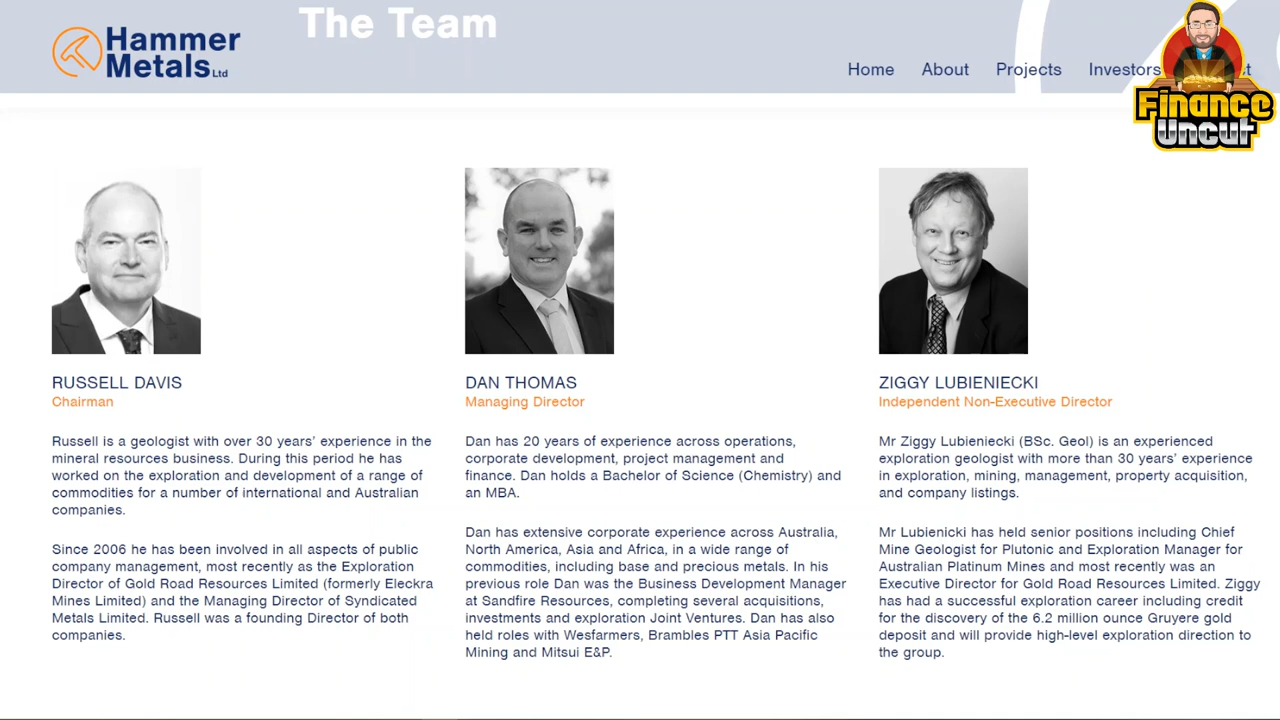 The Team
Hammer
Metals Ltd
Home About Projects Investors
Finance
Uncut
RUSSELL DAVIS
Chairman
Russell is a geologist with over 30 years’ experience in the
mineral resources business. During this period he has
worked on the exploration and development of a range of
commodities for a number of international and Australian
companies.
Since 2006 he has been involved in all aspects of public
company management, most recently as the Exploration
Director of Gold Road Resources Limited (formerly Eleckra
Mines Limited) and the Managing Director of Syndicated
Metals Limited. Russell was a founding Director of both
companies.
DAN THOMAS
Managing Director
Dan has 20 years of experience across operations,
corporate development, project management and
finance. Dan holds a Bachelor of Science (Chemistry) and
an MBA.
Dan has extensive corporate experience across Australia,
North America, Asia and Africa, in a wide range of
commodities, including base and precious metals. In his
previous role Dan was the Business Development Manager
at Sandfire Resources, completing several acquisitions,
investments and exploration Joint Ventures. Dan has also
held roles with Wesfarmers, Brambles PTT Asia Pacific
Mining and Mitsui E&P.
ZIGGY LUBIENIECKI
Independent Non-Executive Director
Mr Ziggy Lubieniecki (BSc. Geol) is an experienced
exploration geologist with more than 30 years’ experience
in exploration, mining, management, property acquisition,
and company listings.
Mr Lubienicki has held senior positions including Chief
Mine Geologist for Plutonic and Exploration Manager for
Australian Platinum Mines and most recently was an
Executive Director for Gold Road Resources Limited. Ziggy
has had a successful exploration career including credit
for the discovery of the 6.2 million ounce Gruyere gold
deposit and will provide high-level exploration direction to
the group.